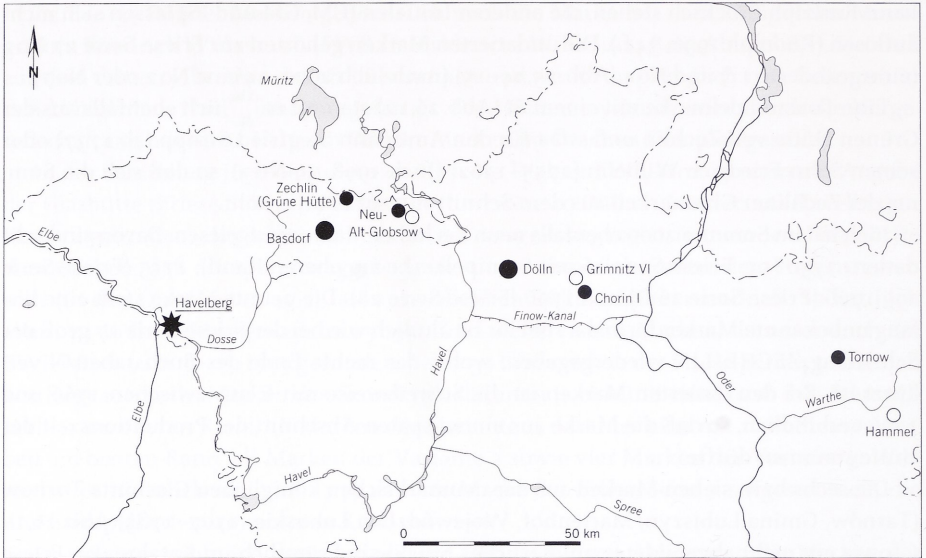 N
Müritz
Zechlin
(Grüne Hütte)
Neu-
Alt-Globsow
Basdorf
Elbe
Dölln
Grimnitz VI
Chorin I
Havelberg
Finow-Kanal
Dosse
Havel
Tornow
Oder
Warthe
Elbe
Hammer
Havel
Spree
0 50 km